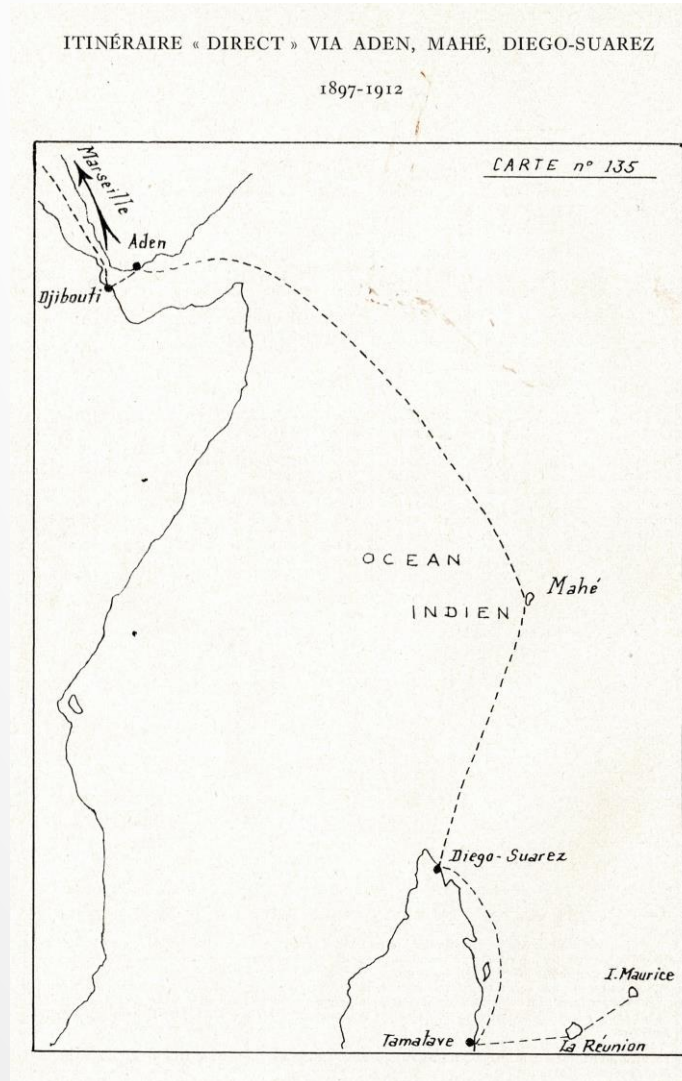 ITINÉRAIRE « DIRECT » VIA ADEN, MAHÉ, DIEGO-SUAREZ
1897-1912
CARTE n° 135
Marseille
Aden
Djibouti
OCEAN
INDIEN
Mahé
Diego-Suarez
I. Maurice
Tamatave
La Réunion